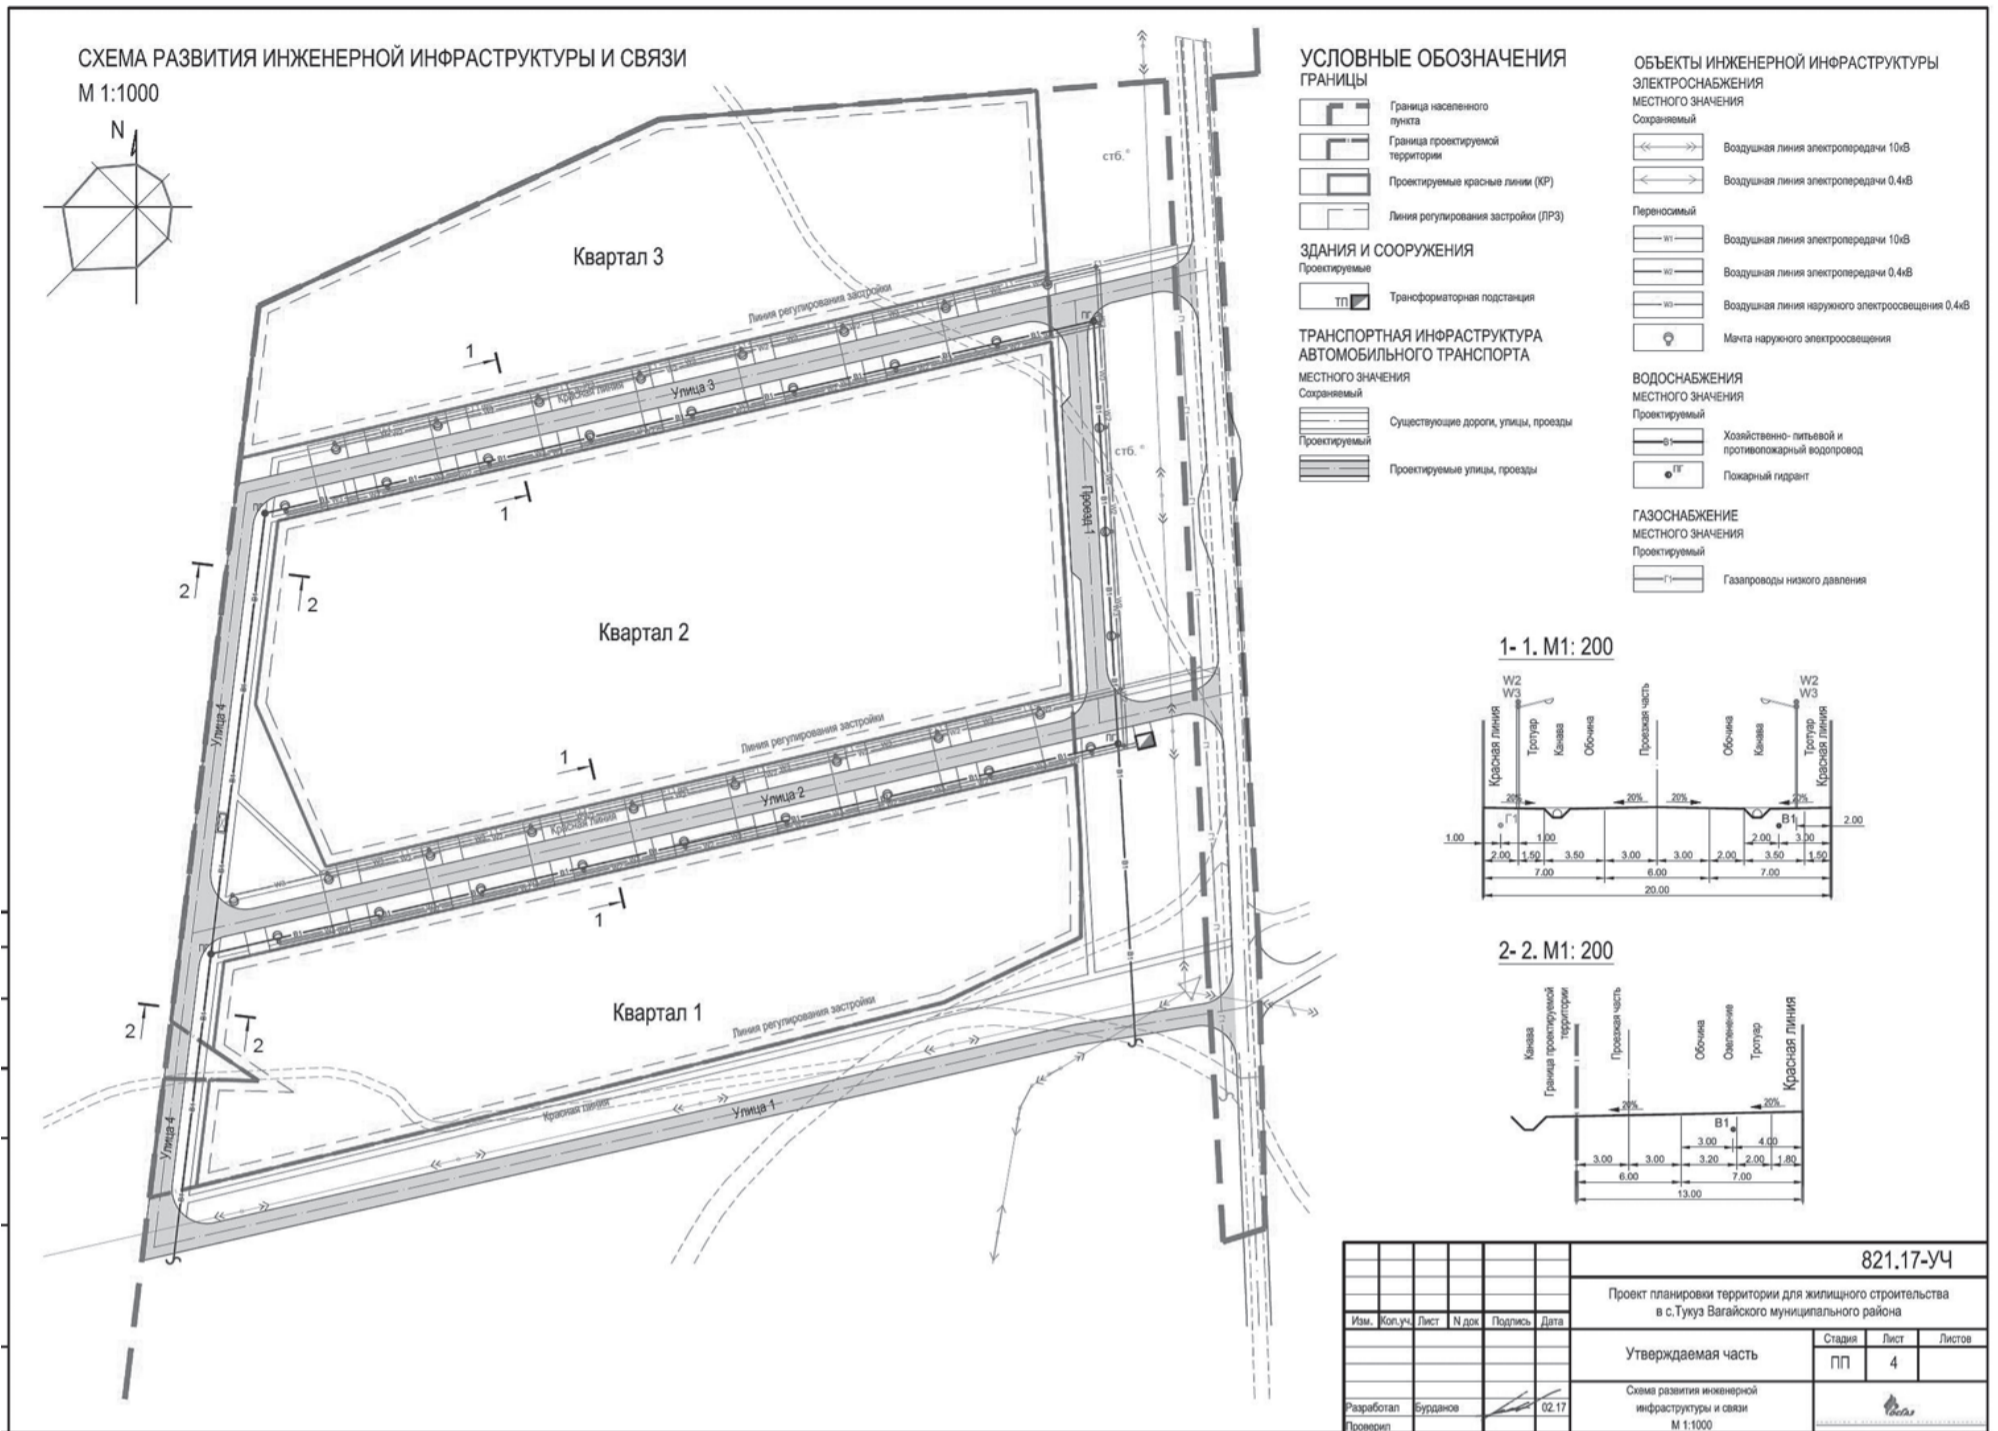 СХЕМА РАЗВИТИЯ ИНЖЕНЕРНОЙ ИНФРАСТРУКТУРЫ И СВЯЗИ
М 1:1000
N
Квартал 3
Линия регулирования застройки
Красная линия
Улица 3
1
1
ПГ
стб.
стб.
Проезд 1
2
2
Квартал 2
Улица 4
Линия регулирования застройки
Красная линия
Улица 2
1
1
ПГ
ПГ
Квартал 1
Линия регулирования застройки
Красная линия
Улица 1
2
2
Улица 4
УСЛОВНЫЕ ОБОЗНАЧЕНИЯ
ГРАНИЦЫ
Граница населенного
пункта
Граница проектируемой
территории
Проектируемые красные линии (КР)
Линия регулирования застройки (ЛРЗ)
ЗДАНИЯ И СООРУЖЕНИЯ
Проектируемые
ТП
Трансформаторная подстанция
ТРАНСПОРТНАЯ ИНФРАСТРУКТУРА
АВТОМОБИЛЬНОГО ТРАНСПОРТА
МЕСТНОГО ЗНАЧЕНИЯ
Сохраняемый
Существующие дороги, улицы, проезды
Проектируемый
Проектируемые улицы, проезды
ОБЪЕКТЫ ИНЖЕНЕРНОЙ ИНФРАСТРУКТУРЫ
ЭЛЕКТРОСНАБЖЕНИЯ
МЕСТНОГО ЗНАЧЕНИЯ
Сохраняемый
Воздушная линия электропередачи 10кВ
Воздушная линия электропередачи 0.4кВ
Переносимый
W1
Воздушная линия электропередачи 10кВ
W2
Воздушная линия электропередачи 0.4кВ
W3
Воздушная линия наружного электроосвещения 0.4кВ
Мачта наружного электроосвещения
ВОДОСНАБЖЕНИЯ
МЕСТНОГО ЗНАЧЕНИЯ
Проектируемый
В1
Хозяйственно- питьевой и
противопожарный водопровод
ПГ
Пожарный гидрант
ГАЗОСНАБЖЕНИЕ
МЕСТНОГО ЗНАЧЕНИЯ
Проектируемый
Г1
Газапроводы низкого давления
1- 1. М1: 200
W2
W3
W2
W3
Красная линия
Тротуар
Канава
Обочина
Проезжая часть
Обочина
Канава
Тротуар
Красная линия
20%
20%
20%
20%
Г1
В1
2.00
1.00
1.00
2.00
3.00
2.00
1.50
3.50
3.00
3.00
2.00
3.50
1.50
7.00
6.00
7.00
20.00
2- 2. М1: 200
Канава
Граница проектируемой
территории
Проезжая часть
Обочина
Озеленение
Тротуар
Красная линия
20%
20%
В1
3.00
4.00
3.00
3.00
3.20
2.00
1.80
6.00
7.00
13.00
821.17-УЧ
Проект планировки территории для жилищного строительства
в с.Тукуз Вагайского муниципального района
Изм.
Кол.уч.
Лист
N док
Подпись
Дата
Утверждаемая часть
Стадия
Лист
Листов
ПП
4
Разработал
Бурданов
02.17
Проверил
Схема развития инженерной
инфраструктуры и связи
М 1:1000